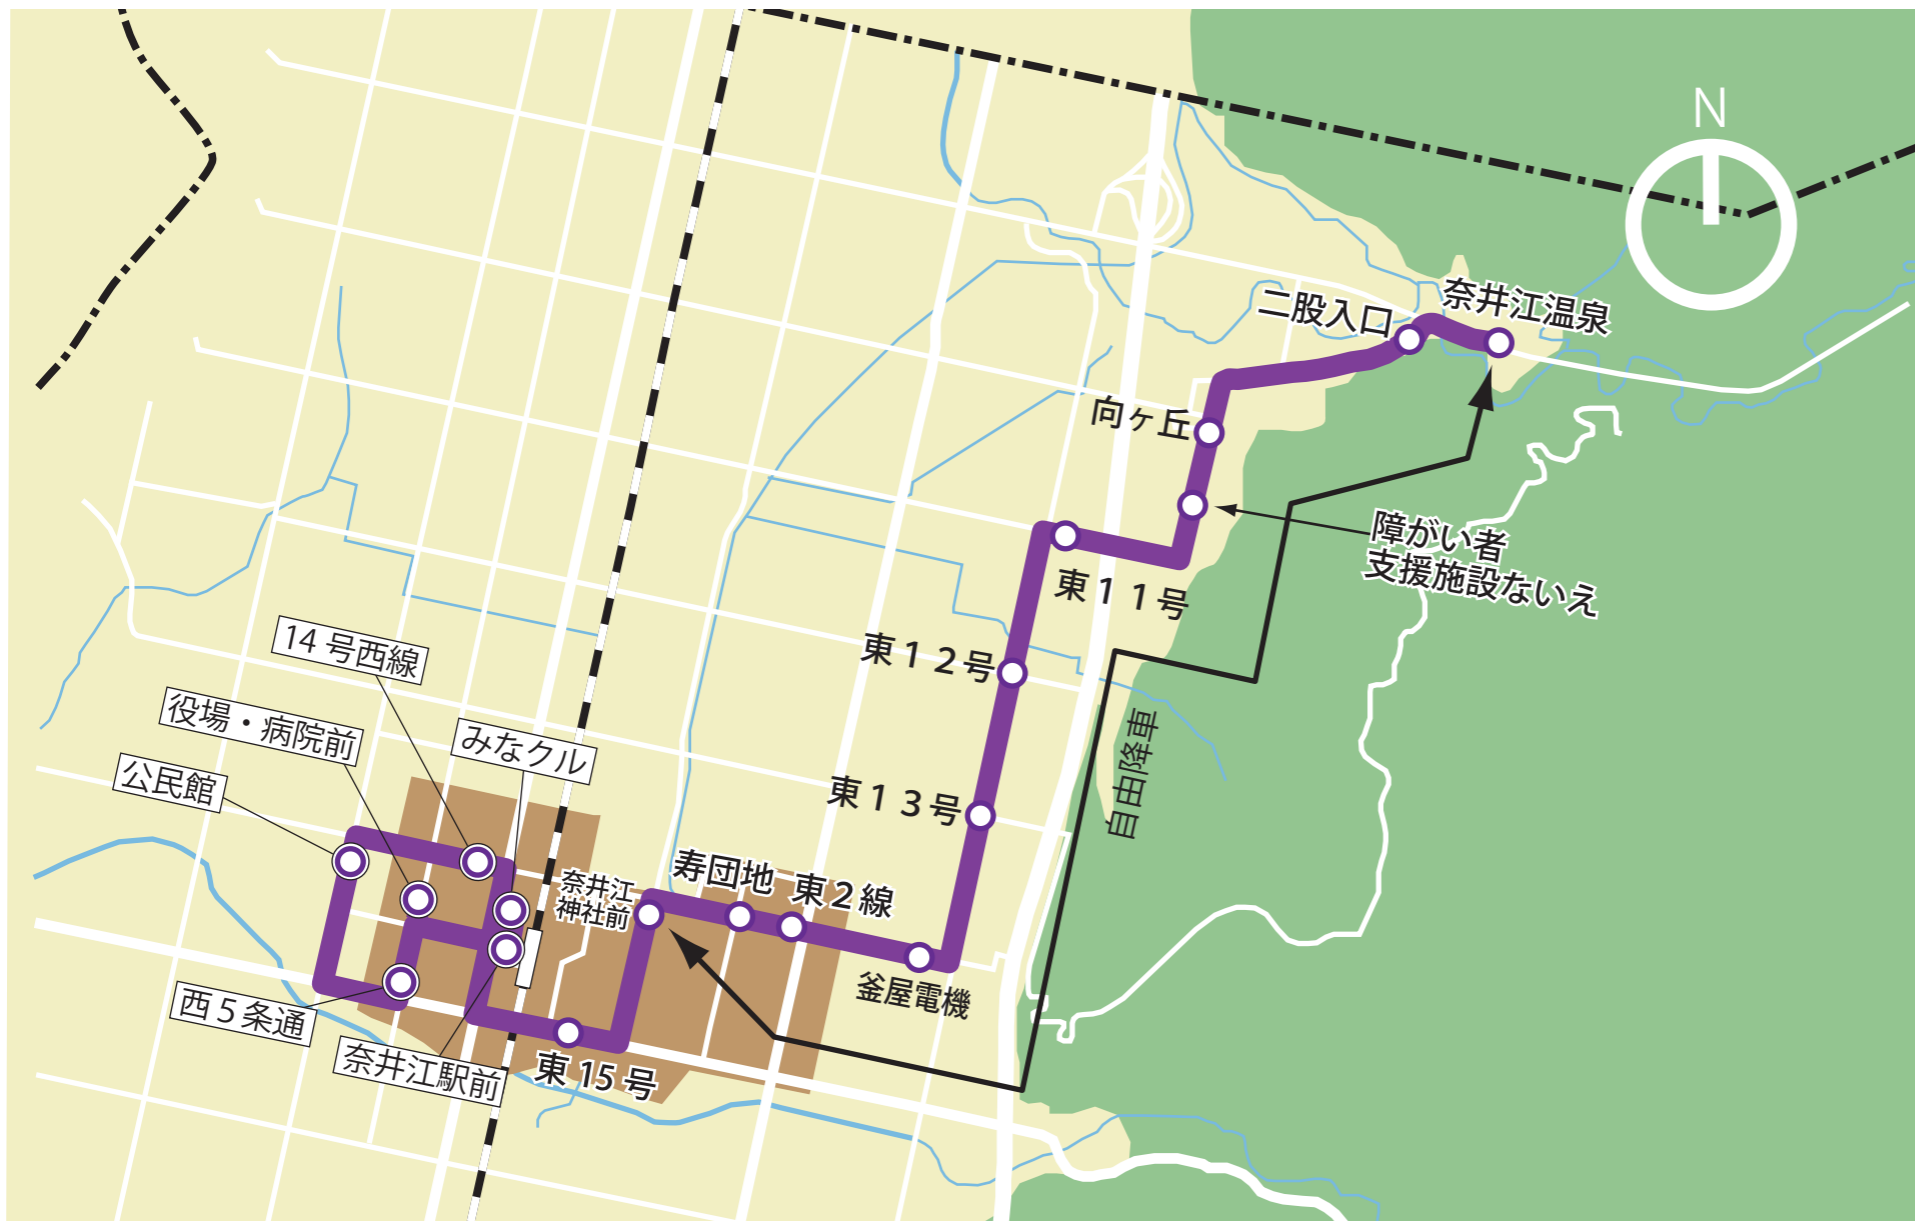 N
奈井江温泉
二股入口
向ヶ丘
障がい者
支援施設ないえ
東１１号
東１２号
14 号西線
役場・病院前
みなクル
自由降車
公民館
東１３号
寿団地
東２線
奈井江
神社前
釜屋電機
西５条通
奈井江駅前
東 15 号